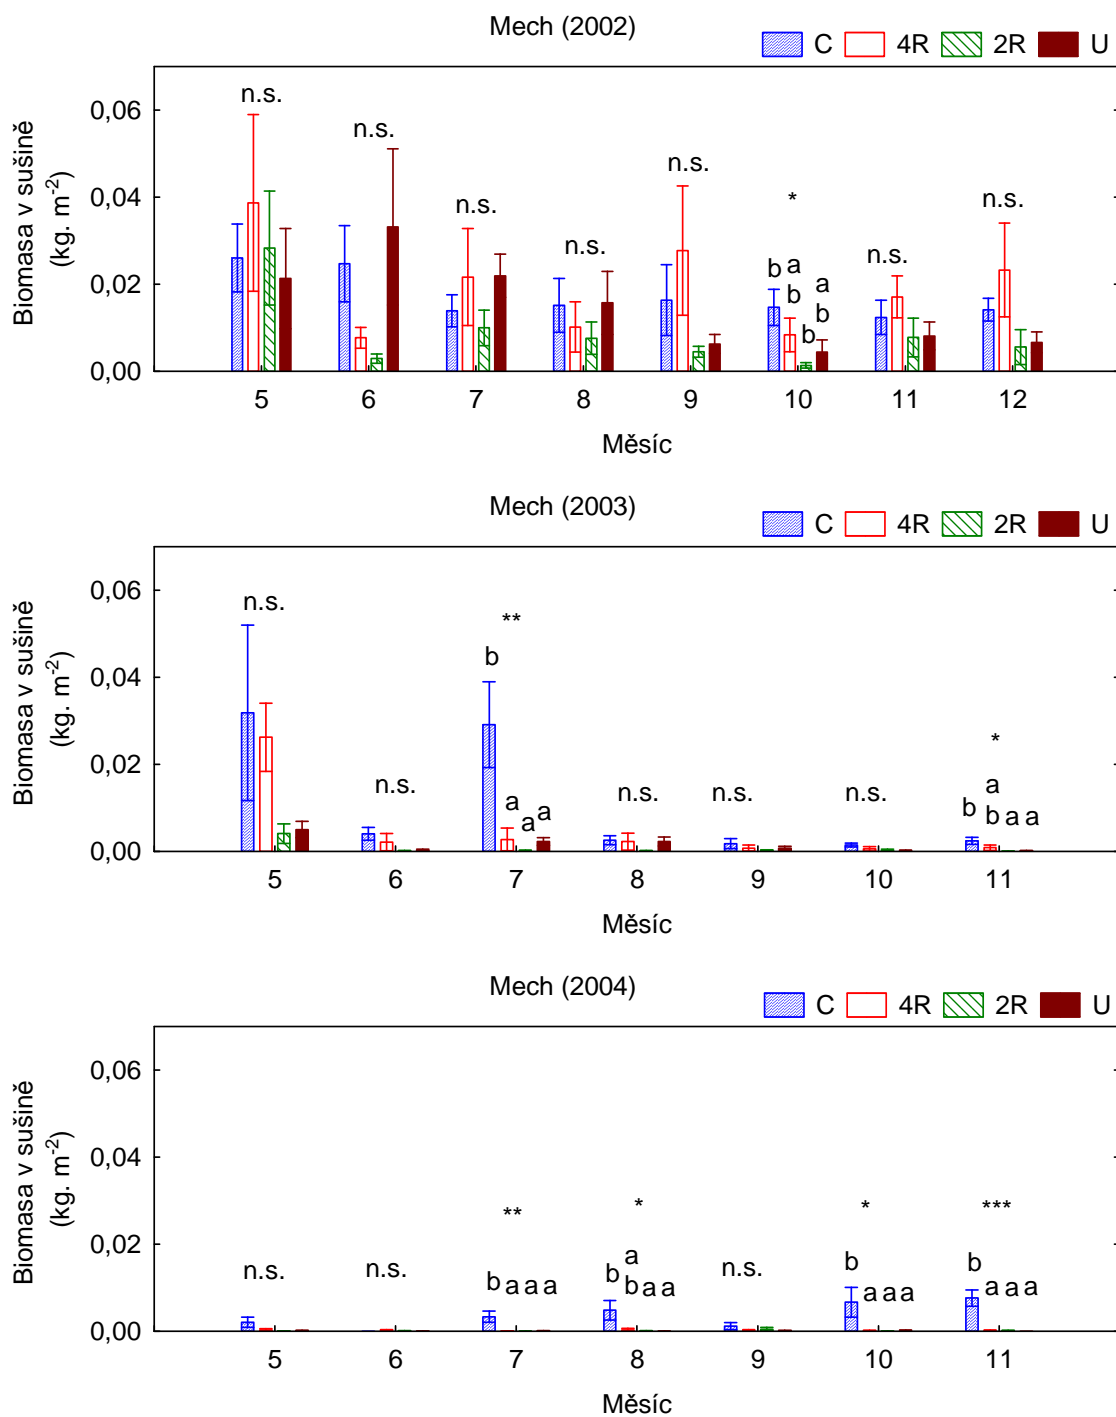 Mech (2002)
C 4R 2R U
Biomasa v sušině
(kg. m-2)
0,06
0,04
0,02
0,00
n.s. n.s. n.s. n.s. n.s. * n.s. n.s.
b a b b a b
5 6 7 8 9 10 11 12
Měsíc
Mech (2003)
C 4R 2R U
Biomasa v sušině
(kg. m-2)
0,06
0,04
0,02
0,00
n.s. n.s. ** n.s. n.s. n.s. *
b a a a b a b a a
5 6 7 8 9 10 11
Měsíc
Mech (2004)
C 4R 2R U
Biomasa v sušině
(kg. m-2)
0,06
0,04
0,02
0,00
n.s. n.s. ** * n.s. * ***
b a a a b a b a a b a a a b a a a
5 6 7 8 9 10 11
Měsíc